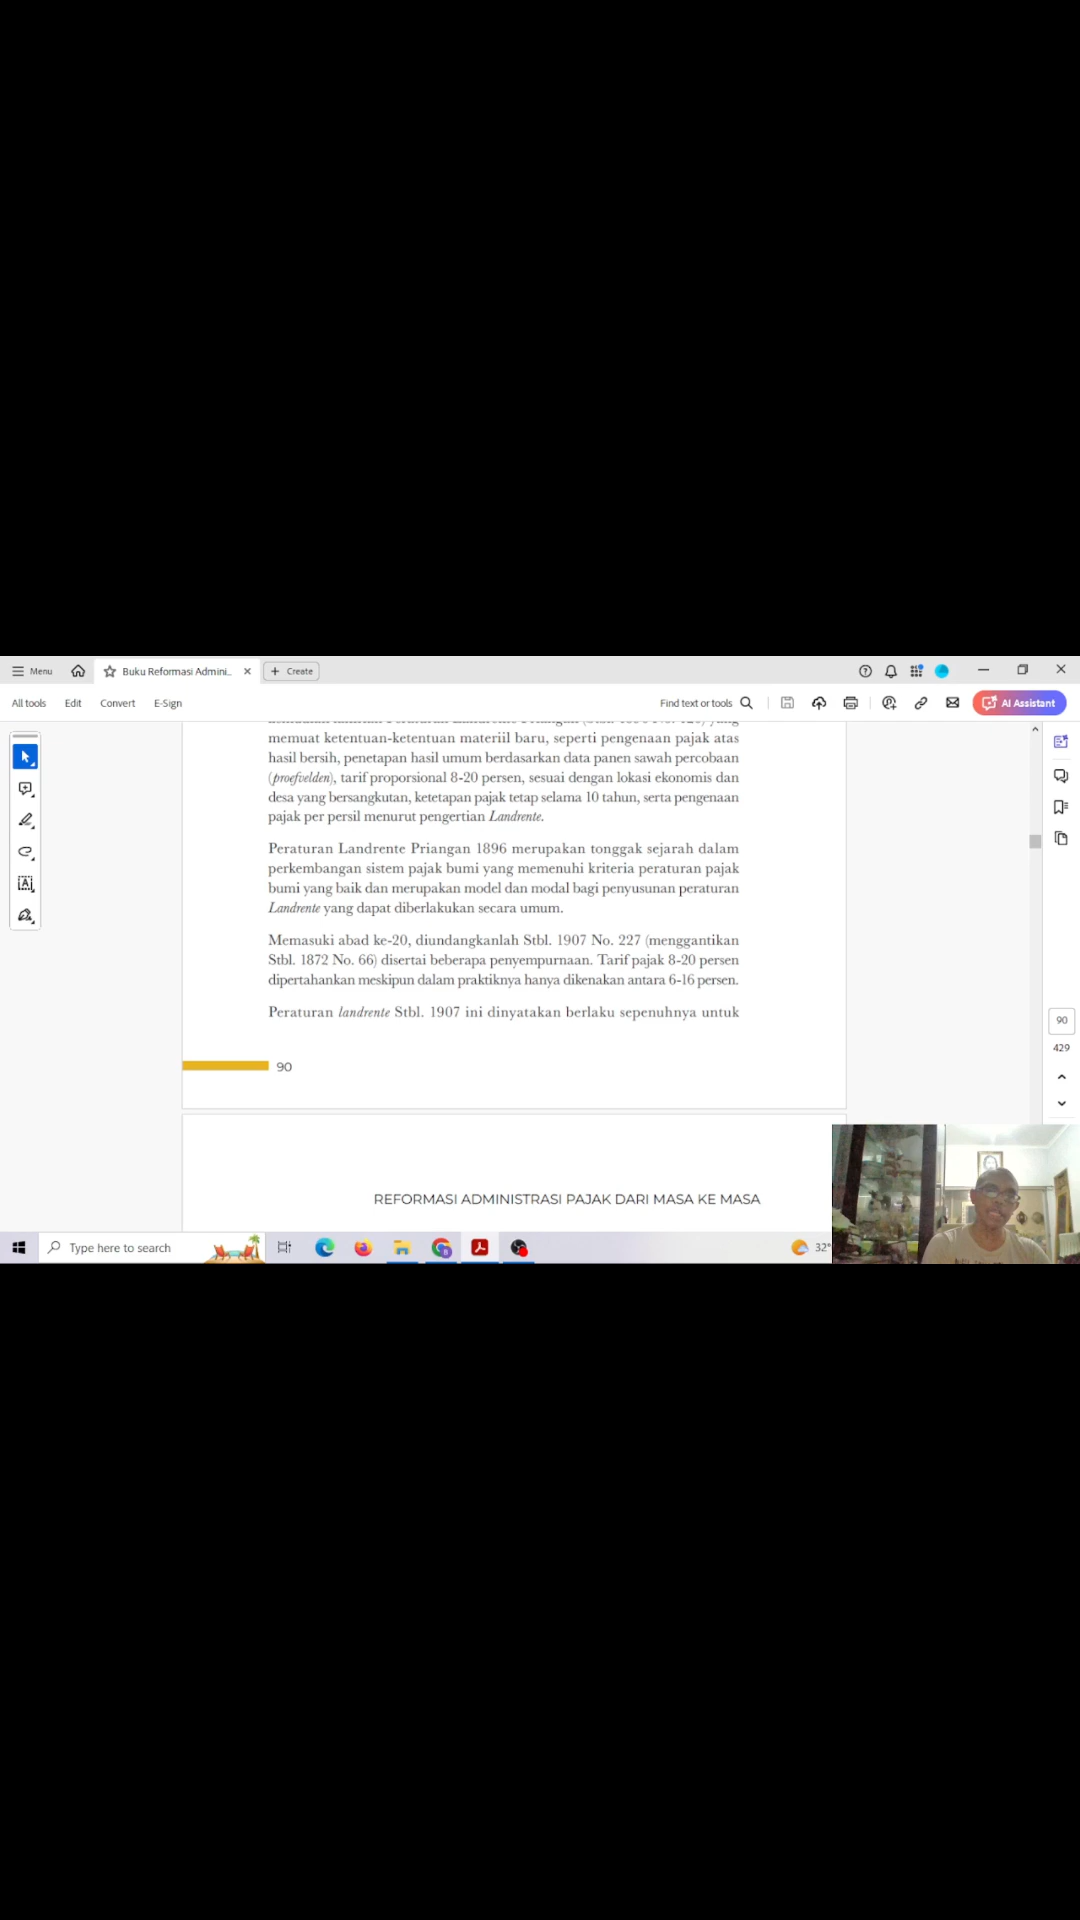 Menu
Buku Reformasi Admini...
Create
All tools
Edit
Convert
E-Sign
Find text or tools
AI Assistant
memuat ketentuan-ketentuan materiil baru, seperti pengenaan pajak atas
hasil bersih, penetapan hasil umum berdasarkan data panen sawah percobaan
(proefvelden), tarif proporsional 8-20 persen, sesuai dengan lokasi ekonomis dan
desa yang bersangkutan, ketetapan pajak tetap selama 10 tahun, serta pengenaan
pajak per persil menurut pengertian Landrente.
Peraturan Landrente Priangan 1896 merupakan tonggak sejarah dalam
perkembangan sistem pajak bumi yang memenuhi kriteria peraturan pajak
bumi yang baik dan merupakan model dan modal bagi penyusunan peraturan
Landrente yang dapat diberlakukan secara umum.
Memasuki abad ke-20, diundangkanlah Stbl. 1907 No. 227 (menggantikan
Stbl. 1872 No. 66) disertai beberapa penyempurnaan. Tarif pajak 8-20 persen
dipertahankan meskipun dalam praktiknya hanya dikenakan antara 6-16 persen.
Peraturan landrente Stbl. 1907 ini dinyatakan berlaku sepenuhnya untuk
90
90
429
REFORMASI ADMINISTRASI PAJAK DARI MASA KE MASA
Type here to search
32°